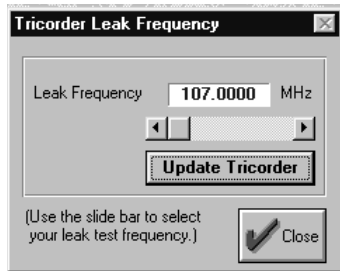 Tricorder Leak Frequency
Leak Frequency 107.0000 MHz
Update Tricorder
(Use the slide bar to select
your leak test frequency.)
Close